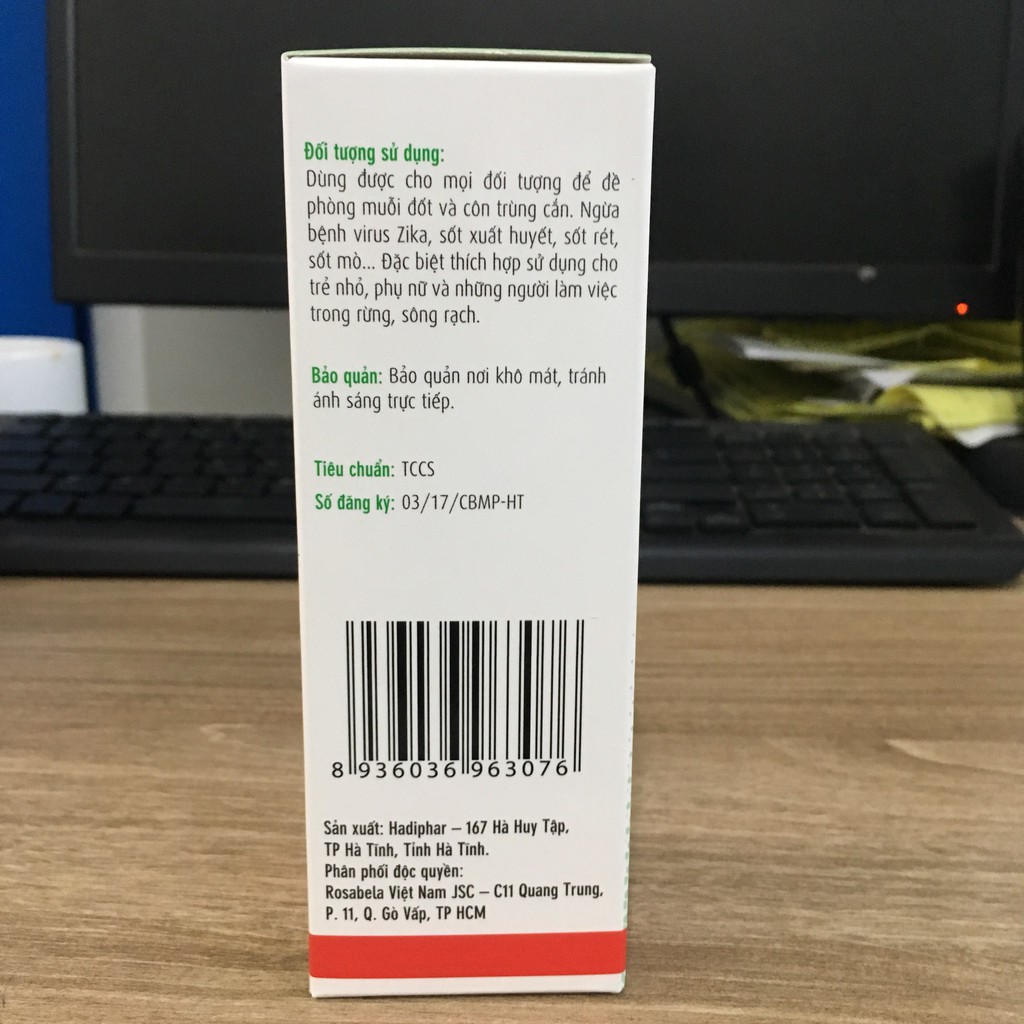 Đối tượng sử dụng:
Dùng được cho mọi đối tượng để đề
phòng muỗi đốt và côn trùng cắn. Ngừa
bệnh virus Zika, sốt xuất huyết, sốt rét,
sốt mò... Đặc biệt thích hợp sử dụng cho
trẻ nhỏ, phụ nữ và những người làm việc
trong rừng, sông rạch.
Bảo quản: Bảo quản nơi khô mát, tránh
ánh sáng trực tiếp.
Tiêu chuẩn: TCCS
Số đăng ký: 03/17/CBMP-HT
8 936036 963076
Sản xuất: Hadiphar – 167 Hà Huy Tập,
TP Hà Tĩnh, Tỉnh Hà Tĩnh.
Phân phối độc quyền:
Rosabela Việt Nam JSC – C11 Quang Trung,
P. 11, Q. Gò Vấp, TP HCM